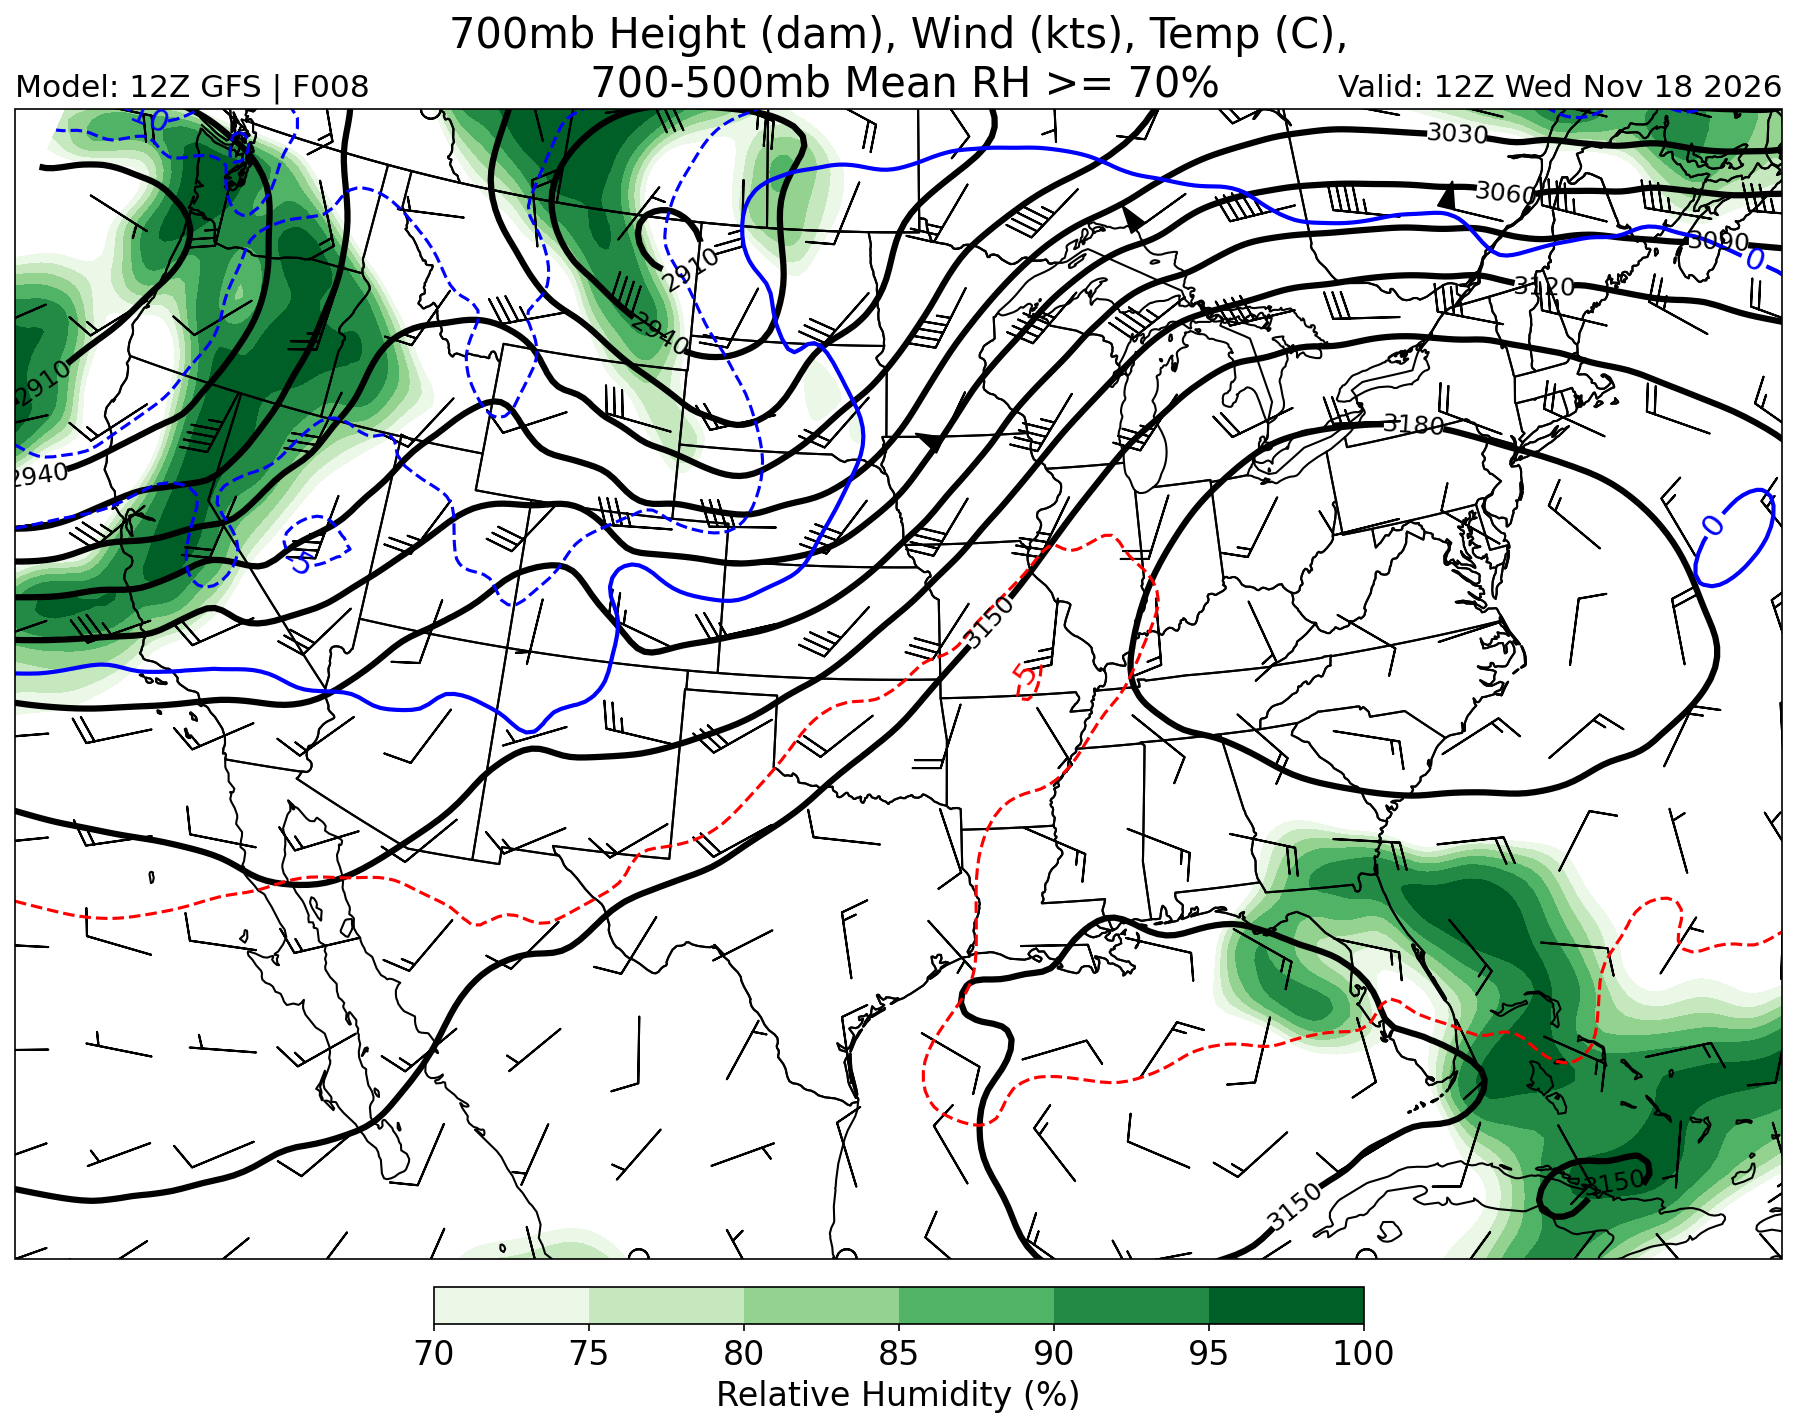 700mb Height (dam), Wind (kts), Temp (C),
700-500mb Mean RH >= 70%
Model: 12Z GFS | F008
Valid: 12Z Wed Nov 18 2026
10
3030
3060
3090
0
2910
3120
2940
2910
3180
2940
0
5
3150
5
3150
3150
70 75 80 85 90 95 100
Relative Humidity (%)